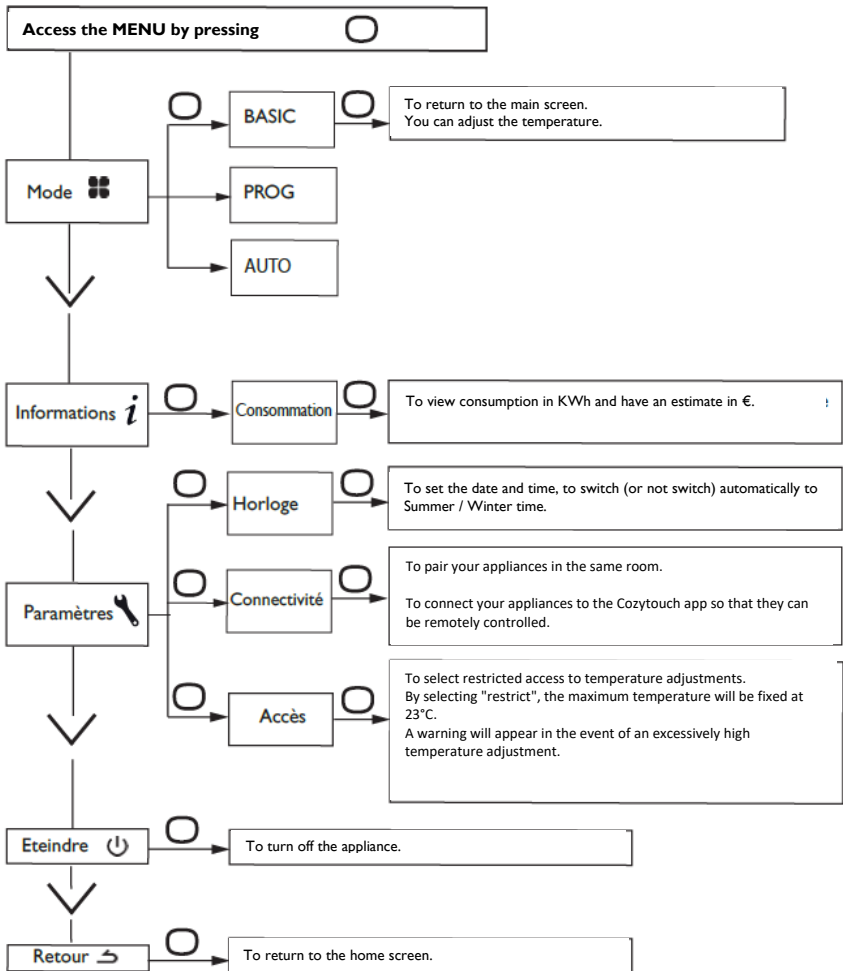 Access the MENU by pressing
BASIC
To return to the main screen.
You can adjust the temperature.
Mode
PROG
AUTO
Informations i
Consommation
To view consumption in KWh and have an estimate in €.
Horloge
To set the date and time, to switch (or not switch) automatically to
Summer / Winter time.
Paramètres
Connectivité
To pair your appliances in the same room.
To connect your appliances to the Cozytouch app so that they can
be remotely controlled.
Accès
To select restricted access to temperature adjustments.
By selecting "restrict", the maximum temperature will be fixed at
23°C.
A warning will appear in the event of an excessively high
temperature adjustment.
Eteindre
To turn off the appliance.
Retour
To return to the home screen.